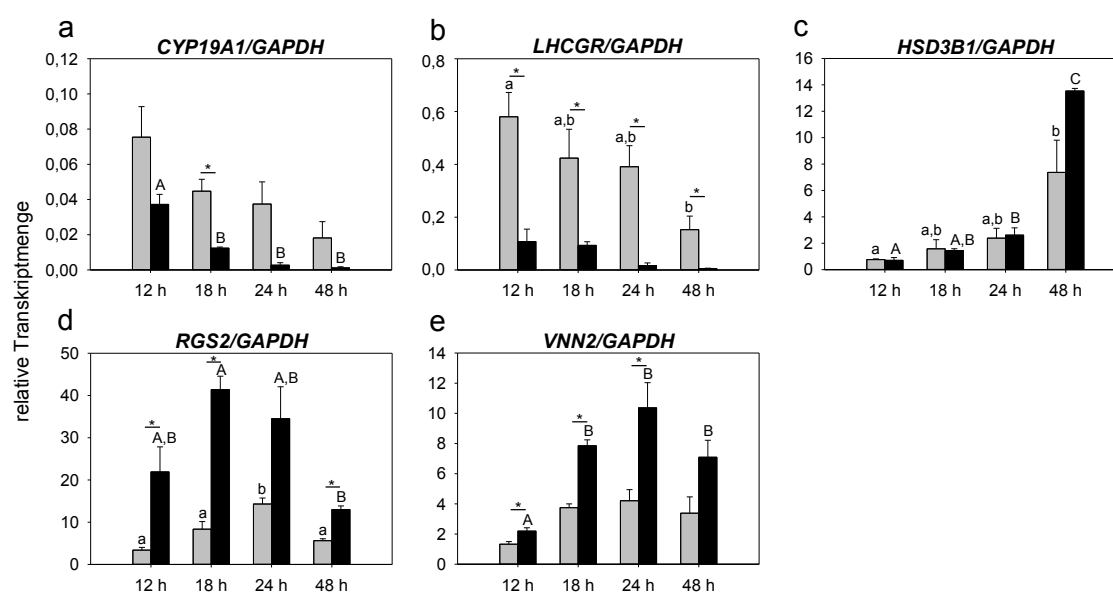 a
CYP19A1/GAPDH
0,12
0,10
0,08
0,06
0,04
0,02
0,00
A
*
B
B
B
12 h 18 h 24 h 48 h
b
LHCGR/GAPDH
0,8
0,6
0,4
0,2
0,0
a
*
a,b
*
a,b
*
b
*
12 h 18 h 24 h 48 h
c
HSD3B1/GAPDH
16
14
12
10
8
6
4
2
0
a A
a,b A,B
a,b B
b C
12 h 18 h 24 h 48 h
relative Transkriptmenge
d
RGS2/GAPDH
50
40
30
20
10
0
*
a A,B
*
a A
b A,B
*
a B
12 h 18 h 24 h 48 h
e
VNN2/GAPDH
14
12
10
8
6
4
2
0
*
A
*
B
*
B
B
12 h 18 h 24 h 48 h